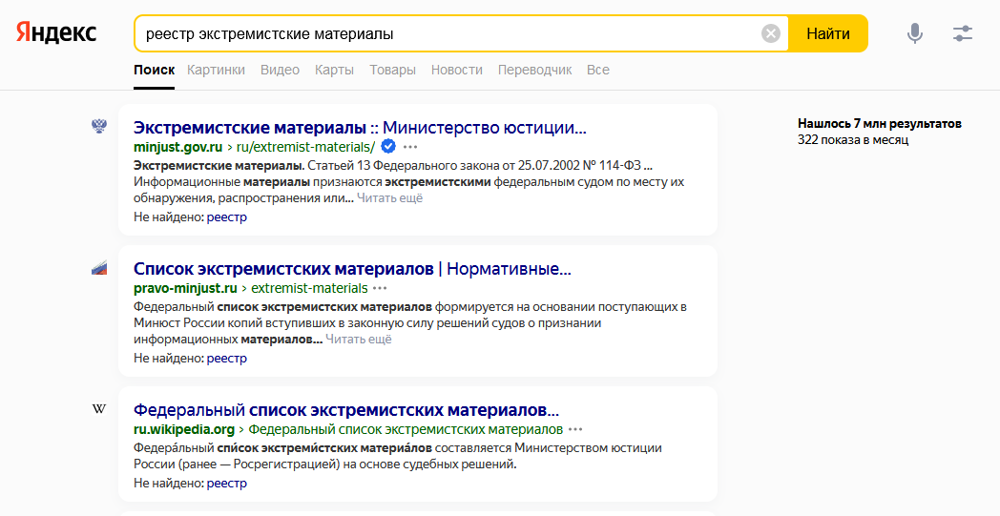 Яндекс
реестр экстремистские материалы
Найти
Поиск Картинки Видео Карты Товары Новости Переводчик Все
Нашлось 7 млн результатов
322 показа в месяц
Экстремистские материалы :: Министерство юстиции...
minjust.gov.ru › ru/extremist-materials/
Экстремистские материалы. Статьей 13 Федерального закона от 25.07.2002 № 114-ФЗ ...
Информационные материалы признаются экстремистскими федеральным судом по месту их
обнаружения, распространения или... Читать ещё
Не найдено: реестр
Список экстремистских материалов | Нормативные...
pravo-minjust.ru › extremist-materials
Федеральный список экстремистских материалов формируется на основании поступающих в
Минюст России копий вступивших в законную силу решений судов о признании
информационных материалов... Читать ещё
Не найдено: реестр
W
Федеральный список экстремистских материалов...
ru.wikipedia.org › Федеральный список экстремистских материалов
Федера́льный спи́сок экстреми́стских материа́лов составляется Министерством юстиции
России (ранее — Росрегистрацией) на основе судебных решений.
Не найдено: реестр